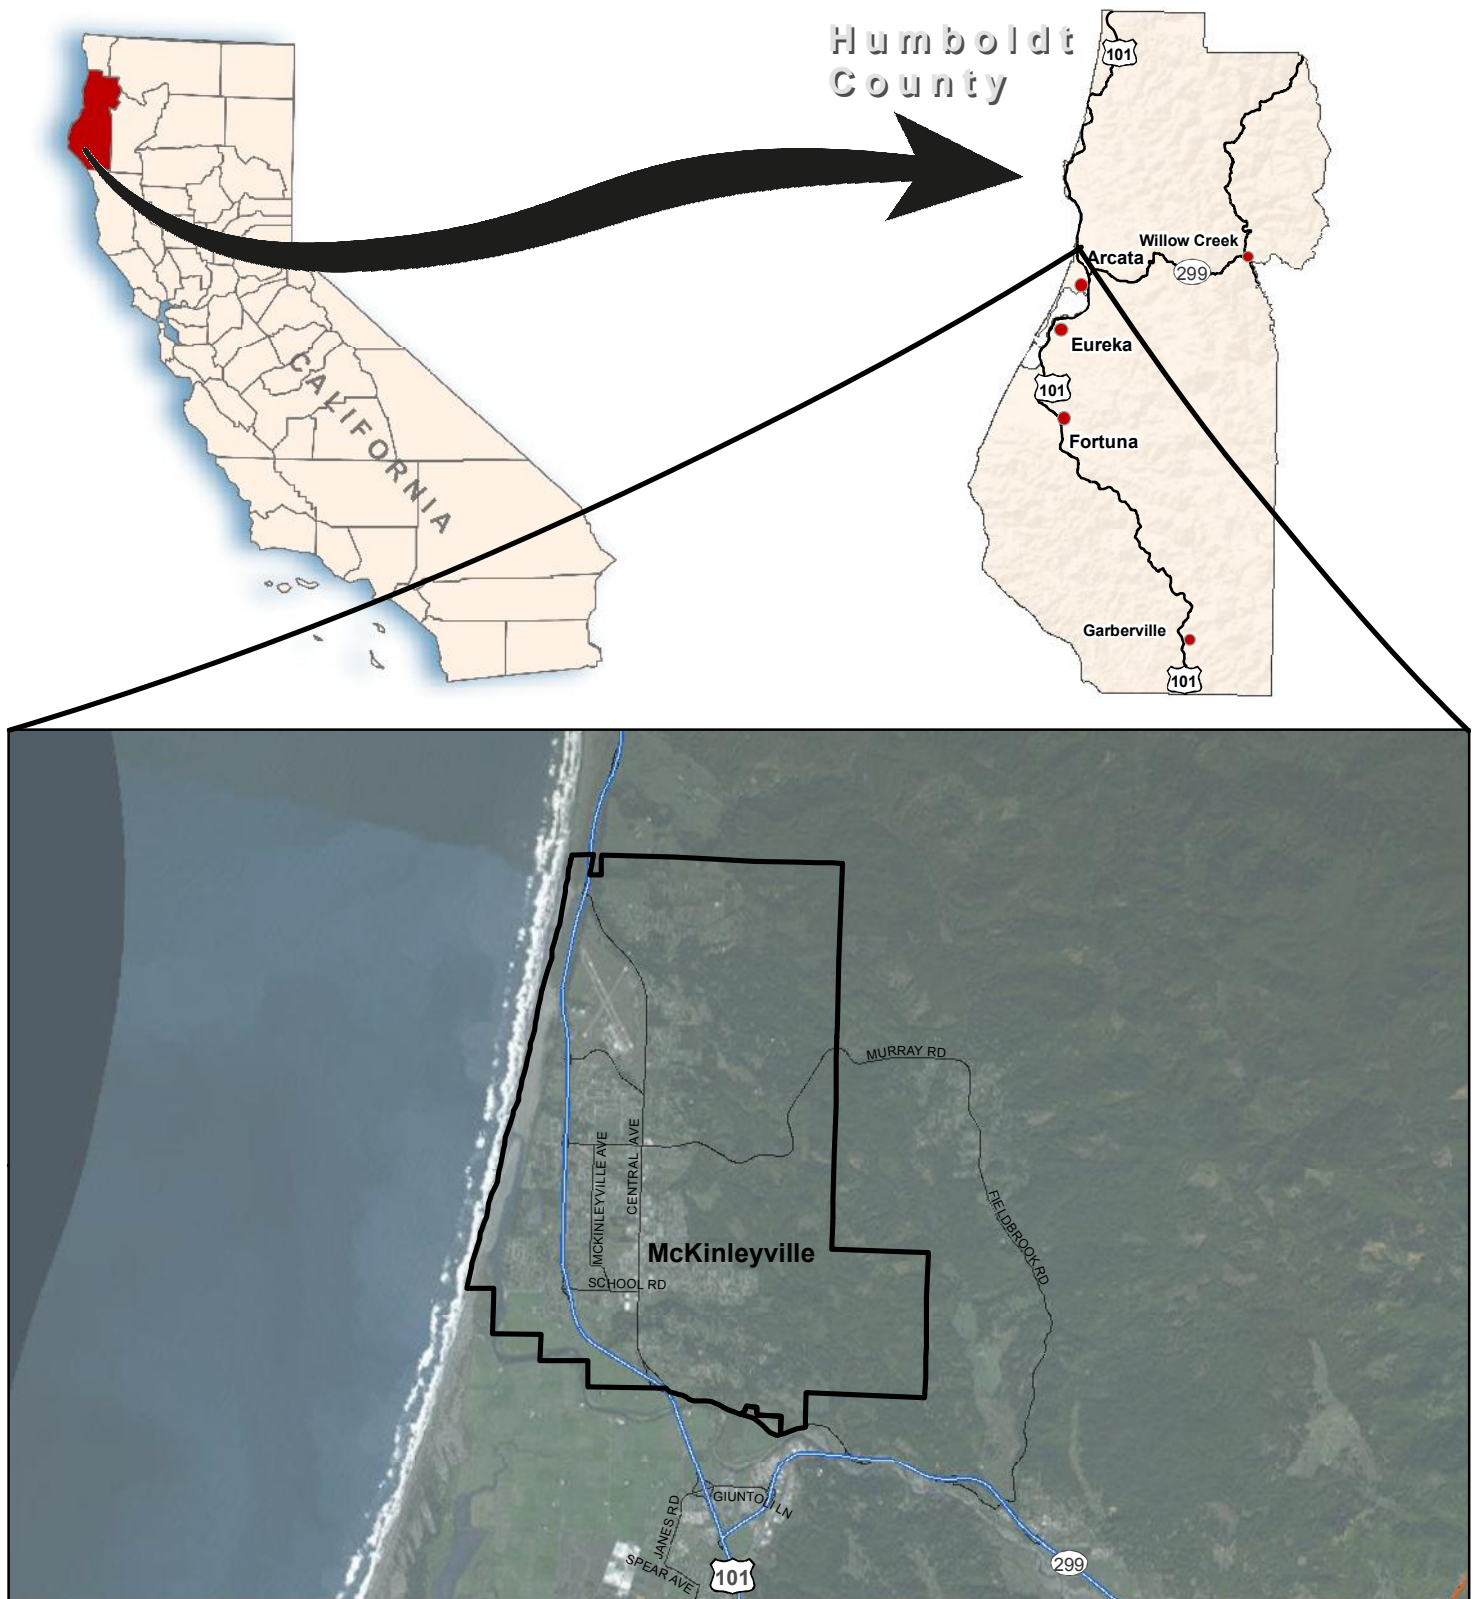 Humboldt
County
101
Willow Creek
Arcata
299
Eureka
101
Fortuna
CALIFORNIA
Garberville
101
MURRAY RD
MCKINLEYVILLE AVE
CENTRAL AVE
FIELDBROOK RD
McKinleyville
SCHOOL RD
GIUNTOLI LN
JANES RD
SPEAR AVE
101
299